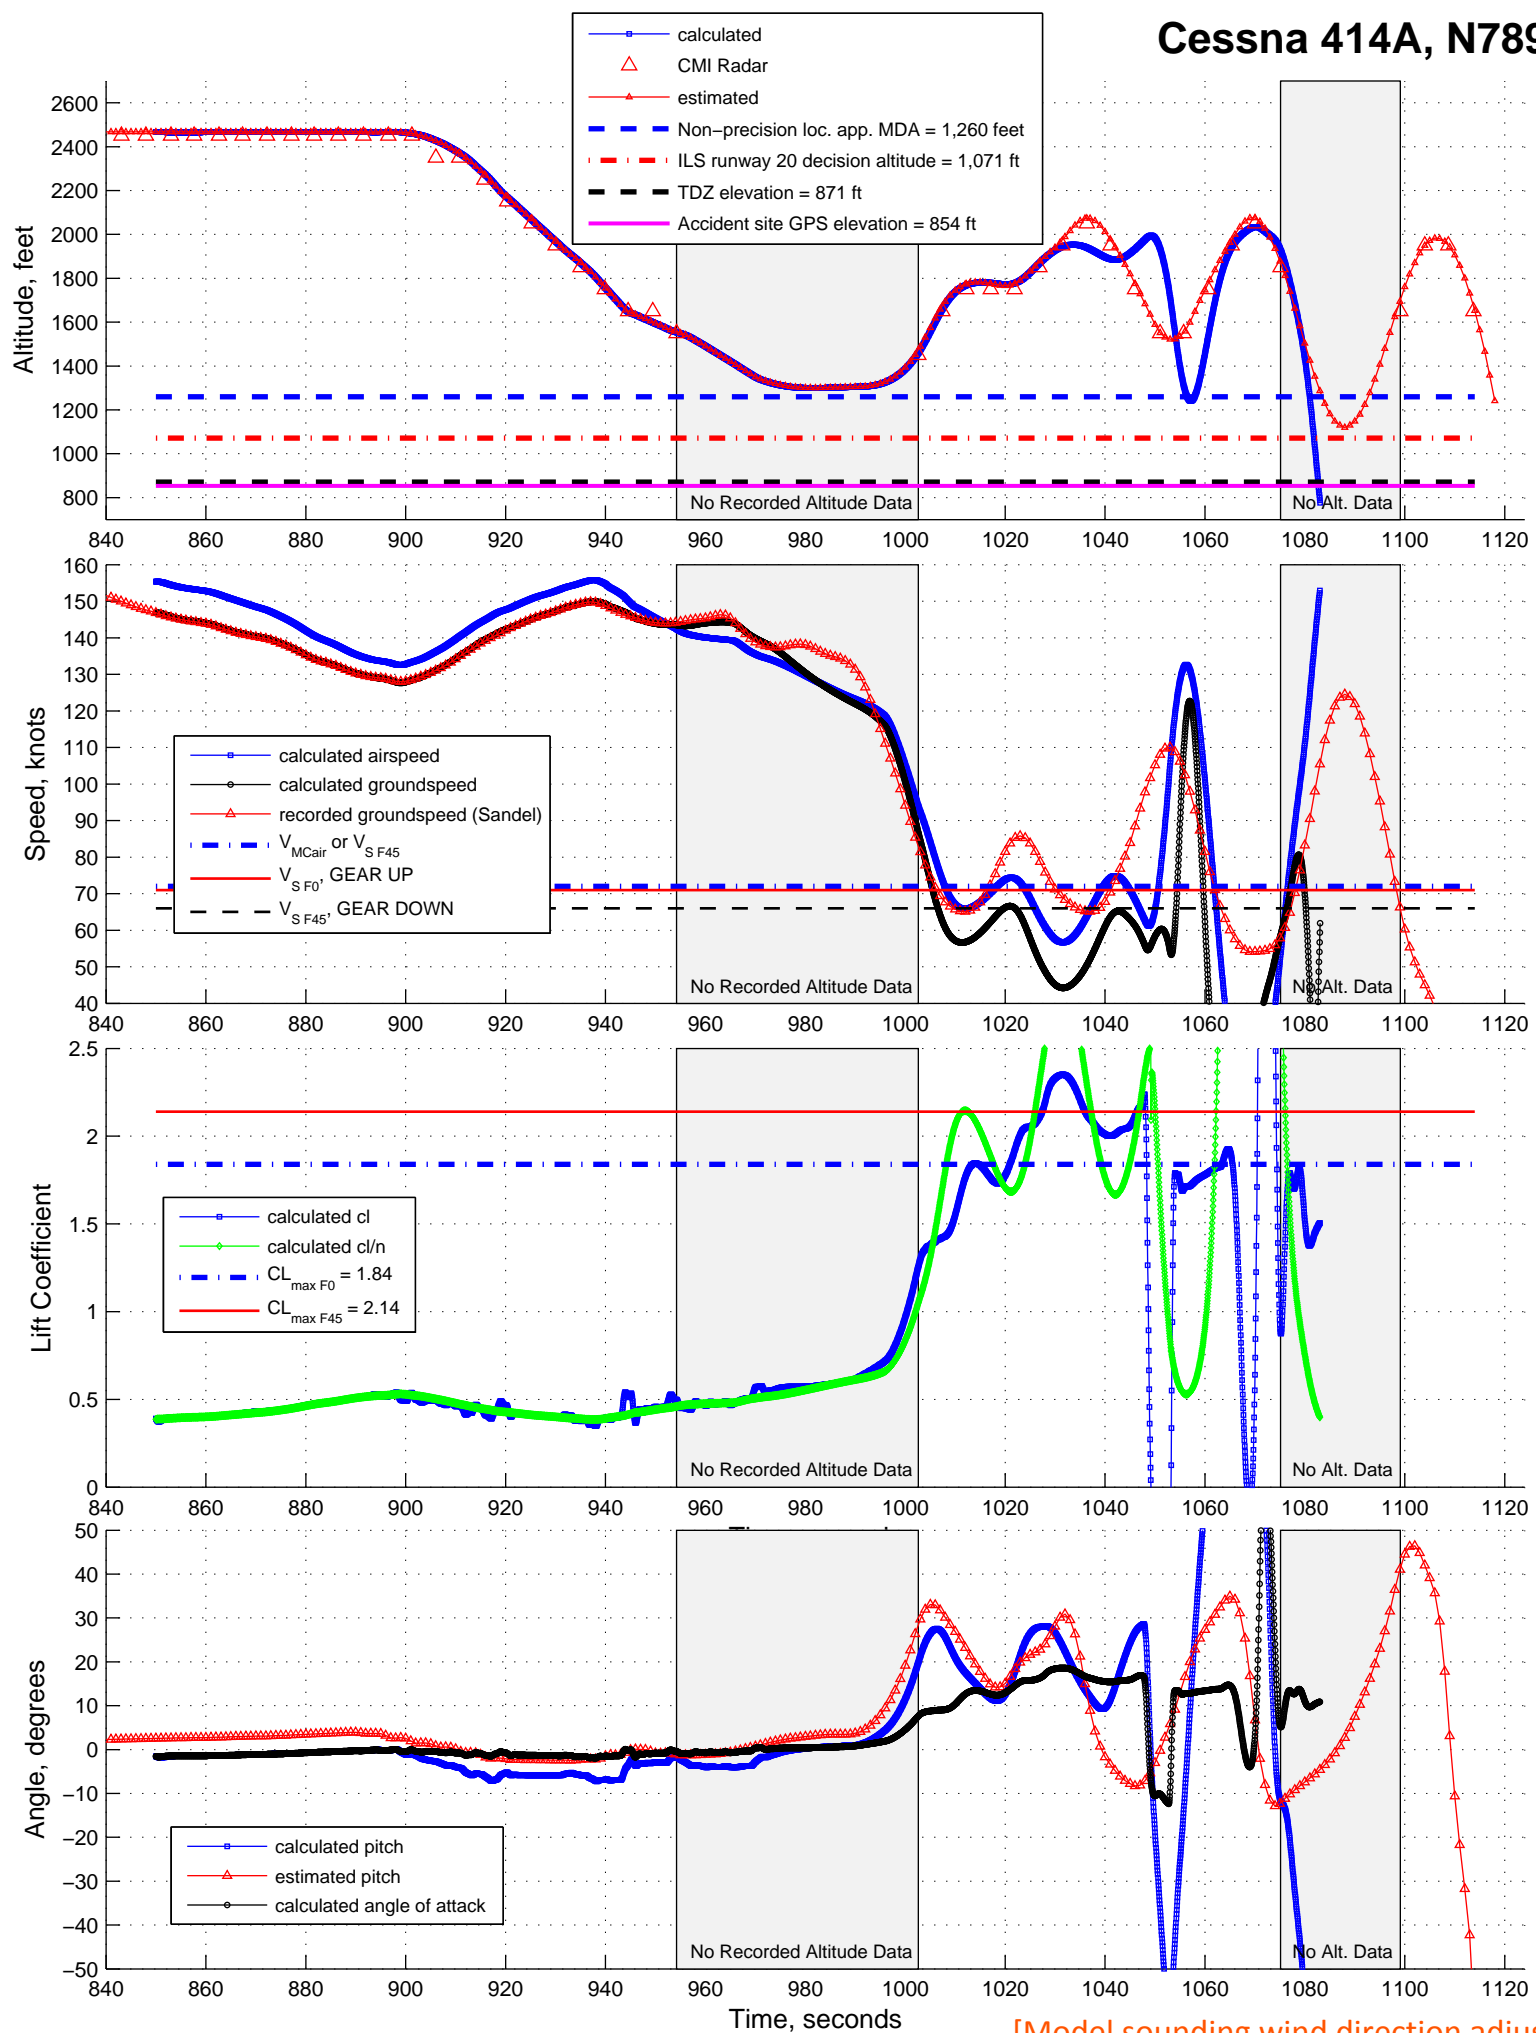 Cessna 414A, N789
calculated
CMI Radar
estimated
Non−precision loc. app. MDA = 1,260 feet
ILS runway 20 decision altitude = 1,071 ft
TDZ elevation = 871 ft
Accident site GPS elevation = 854 ft
Altitude, feet
2600
2400
2200
2000
1800
1600
1400
1200
1000
800
No Recorded Altitude Data
No Alt. Data
840 860 880 900 920 940 960 980 1000 1020 1040 1060 1080 1100 1120
Speed, knots
160
150
140
130
120
110
100
90
80
70
60
50
40
calculated airspeed
calculated groundspeed
recorded groundspeed (Sandel)
V MCair or V S F45
V S F0, GEAR UP
V S F45, GEAR DOWN
No Recorded Altitude Data
No Alt. Data
840 860 880 900 920 940 960 980 1000 1020 1040 1060 1080 1100 1120
Lift Coefficient
2.5
2
1.5
1
0.5
0
calculated cl
calculated cl/n
CL max F0 = 1.84
CL max F45 = 2.14
No Recorded Altitude Data
No Alt. Data
840 860 880 900 920 940 960 980 1000 1020 1040 1060 1080 1100 1120
Angle, degrees
50
40
30
20
10
0
−10
−20
−30
−40
−50
calculated pitch
estimated pitch
calculated angle of attack
No Recorded Altitude Data
No Alt. Data
840 860 880 900 920 940 960 980 1000 1020 1040 1060 1080 1100 1120
Time, seconds
[Model sounding wind direction adju